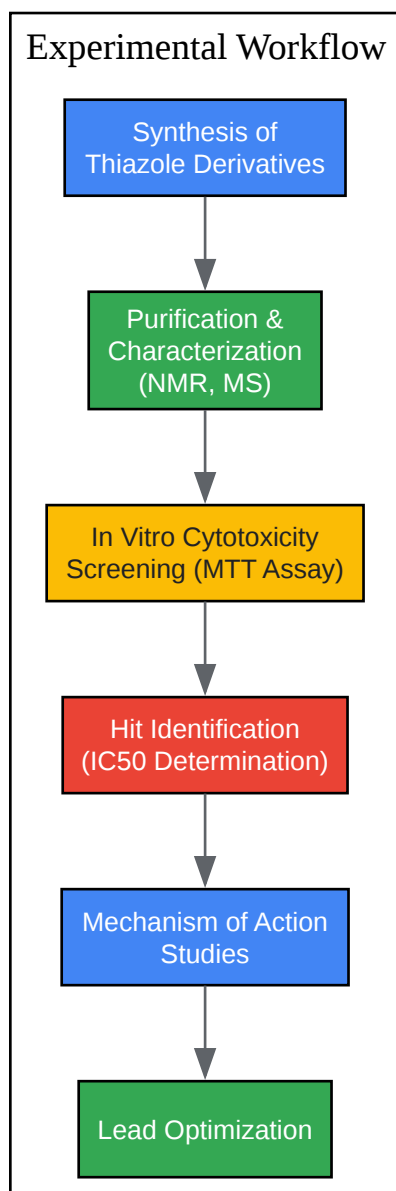 Experimental Workflow
Synthesis of
Thiazole Derivatives
Purification &
Characterization
(NMR, MS)
In Vitro Cytotoxicity
Screening (MTT Assay)
Hit Identification
(IC50 Determination)
Mechanism of Action
Studies
Lead Optimization